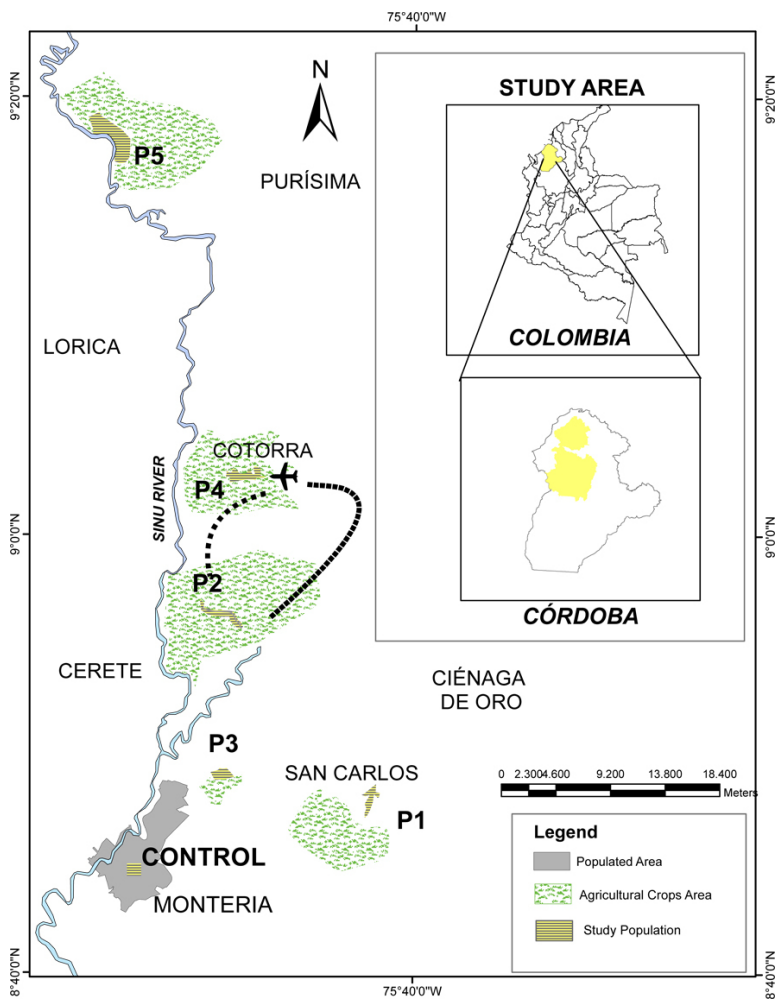 75°40'0"W
9°20'0"N
9°20'0"N
N
STUDY AREA
P5
PURÍSIMA
COLOMBIA
LORICA
COTORRA
P4
SINU RIVER
9°0'0"N
9°0'0"N
P2
CÓRDOBA
CERETE
CIÉNAGA
DE ORO
P3
SAN CARLOS
P1
0 2.3004.600 9.200 13.800 18.400
Meters
CONTROL
MONTERIA
Legend
Populated Area
Agricultural Crops Area
Study Population
8°40'0"N
8°40'0"N
75°40'0"W